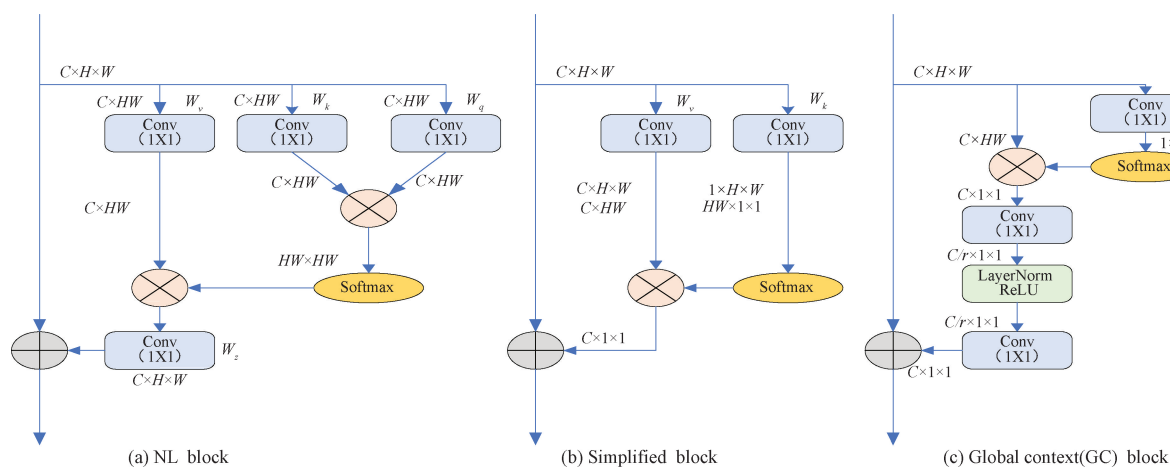 C×H×W
C×HW
W_v
C×HW
W_k
C×HW
W_q
Conv
(1X1)
Conv
(1X1)
Conv
(1X1)
C×HW
C×HW
C×HW
HW×HW
Softmax
Conv
(1X1)
W_z
C×H×W
(a) NL block
C×H×W
W_v
W_k
Conv
(1X1)
Conv
(1X1)
C×H×W
C×HW
1×H×W
HW×1×1
Softmax
C×1×1
(b) Simplified block
C×H×W
Conv
(1X1)
C×HW
Softmax
C×1×1
Conv
(1X1)
C/r×1×1
LayerNorm
ReLU
C/r×1×1
Conv
(1X1)
C×1×1
(c) Global context(GC) block